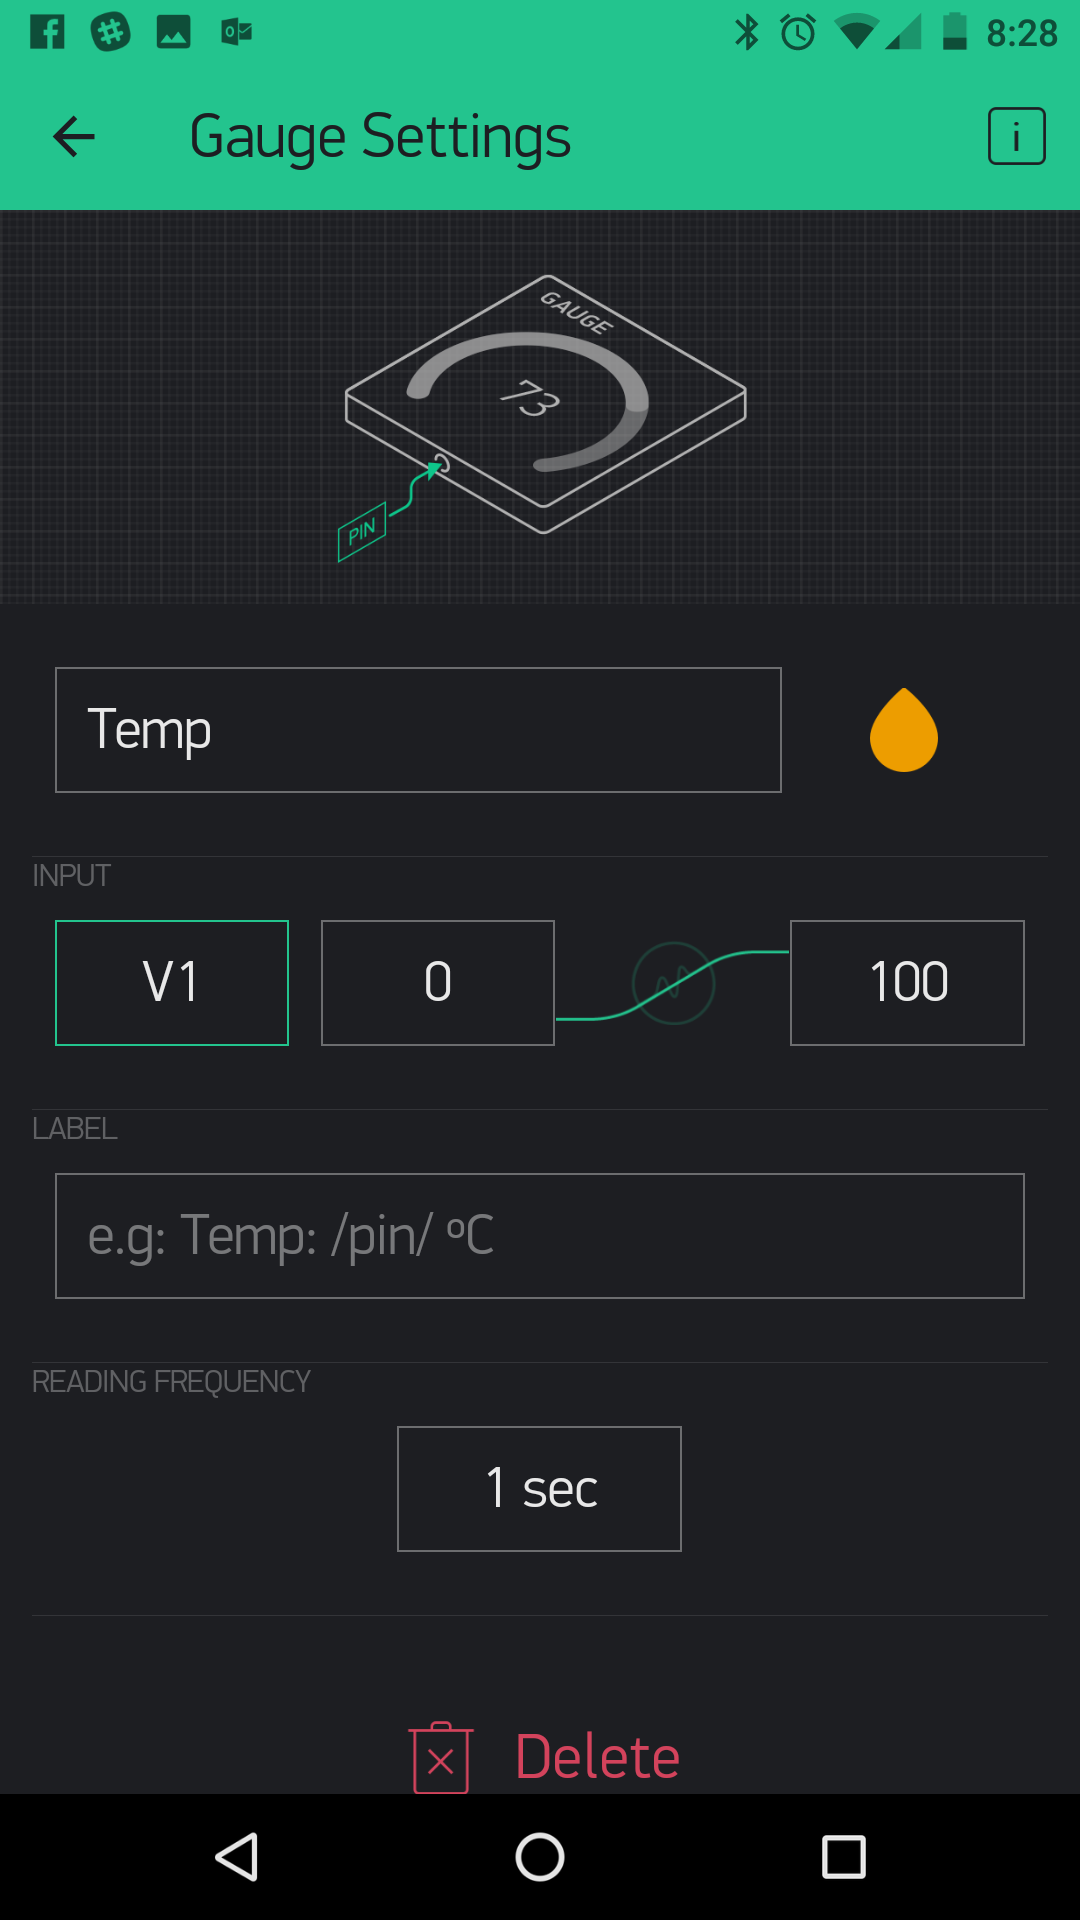 8:28
Gauge Settings
i
GAUGE
73
PIN
Temp
INPUT
V1 0 100
LABEL
e.g: Temp: /pin/ ºC
READING FREQUENCY
1 sec
Delete